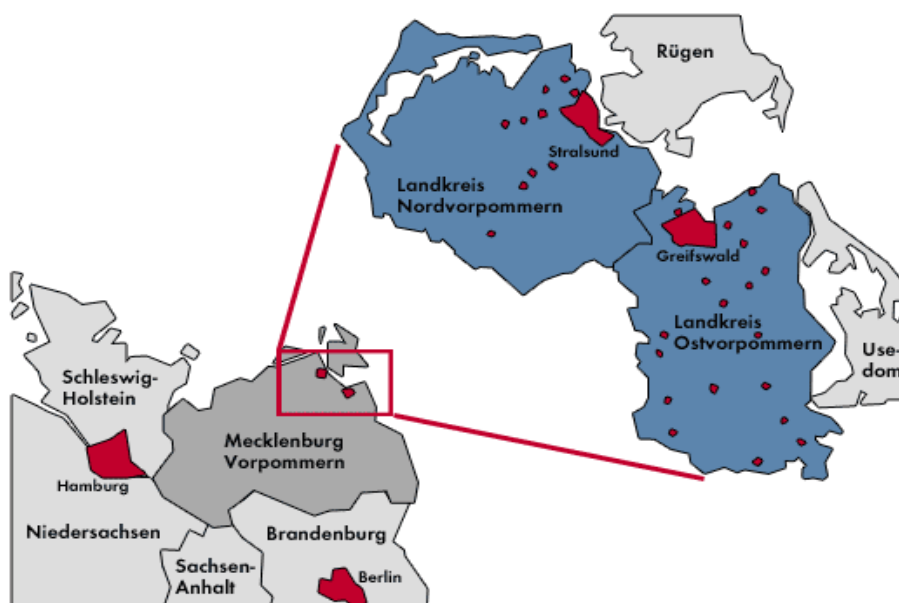 Rügen
Stralsund
Landkreis
Nordvorpommern
Greifswald
Landkreis
Ostvorpommern
Use-
dom
Schleswig-
Holstein
Mecklenburg
Vorpommern
Hamburg
Niedersachsen
Brandenburg
Sachsen-
Anhalt
Berlin